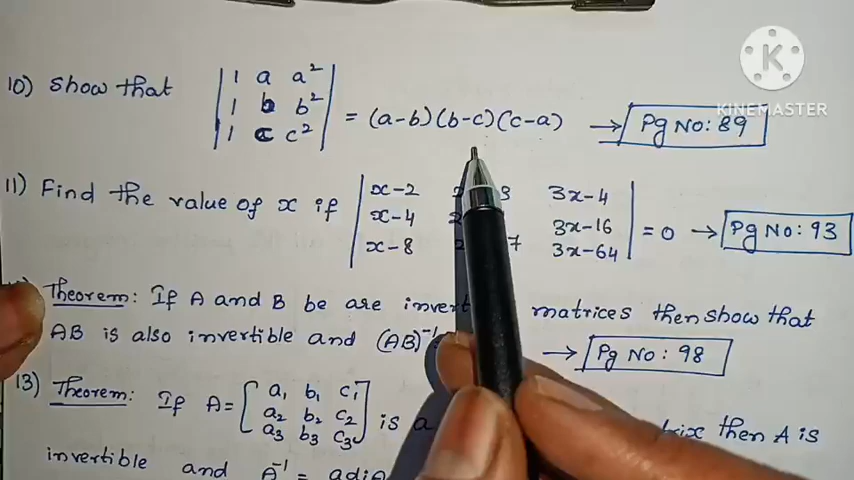 KINEMASTER
10) Show that | 1 a a² | = (a-b)(b-c)(c-a) → Pg No: 89
| 1 b b² |
| 1 c c² |
11) Find the value of x if | x-2 3 3x-4 | = 0 → Pg No: 93
| x-4 3x-16 |
| x-8 7 3x-64 |
Theorem: If A and B be are matrices then show that
AB is also invertible and (AB)⁻¹ → Pg No: 98
13) Theorem: If A = [ a₁ b₁ c₁ ] is a then A is
[ a₂ b₂ c₂ ]
[ a₃ b₃ c₃ ]
invertible and A⁻¹ =